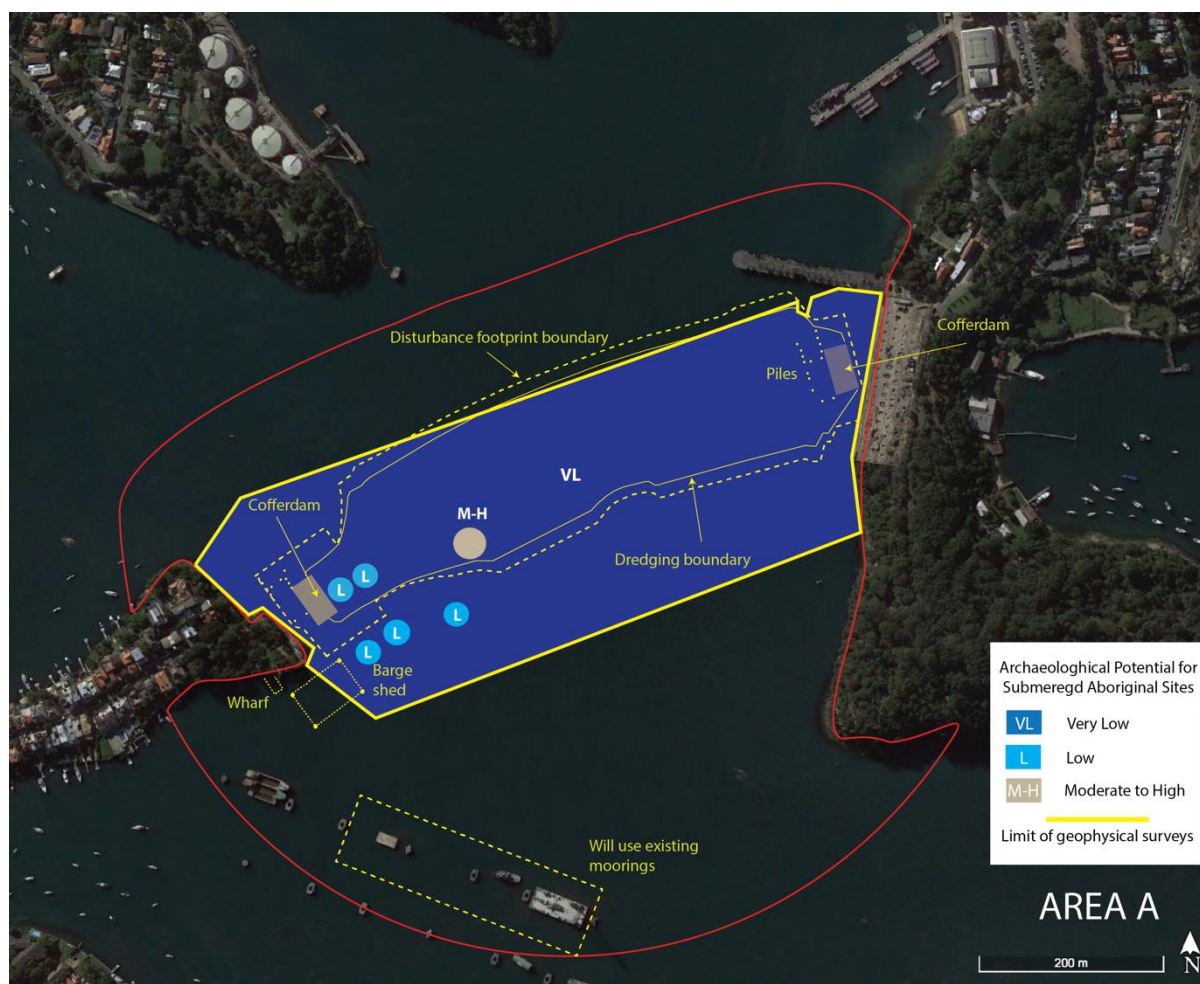 Disturbance footprint boundary
Cofferdam
Piles
VL
Cofferdam
M-H
Dredging boundary
L
L
L
L
L
Barge
shed
Wharf
Will use existing
moorings
Archaeologhical Potential for
Submeregd Aboriginal Sites
VL Very Low
L Low
M-H Moderate to High
Limit of geophysical surveys
AREA A
200 m
N